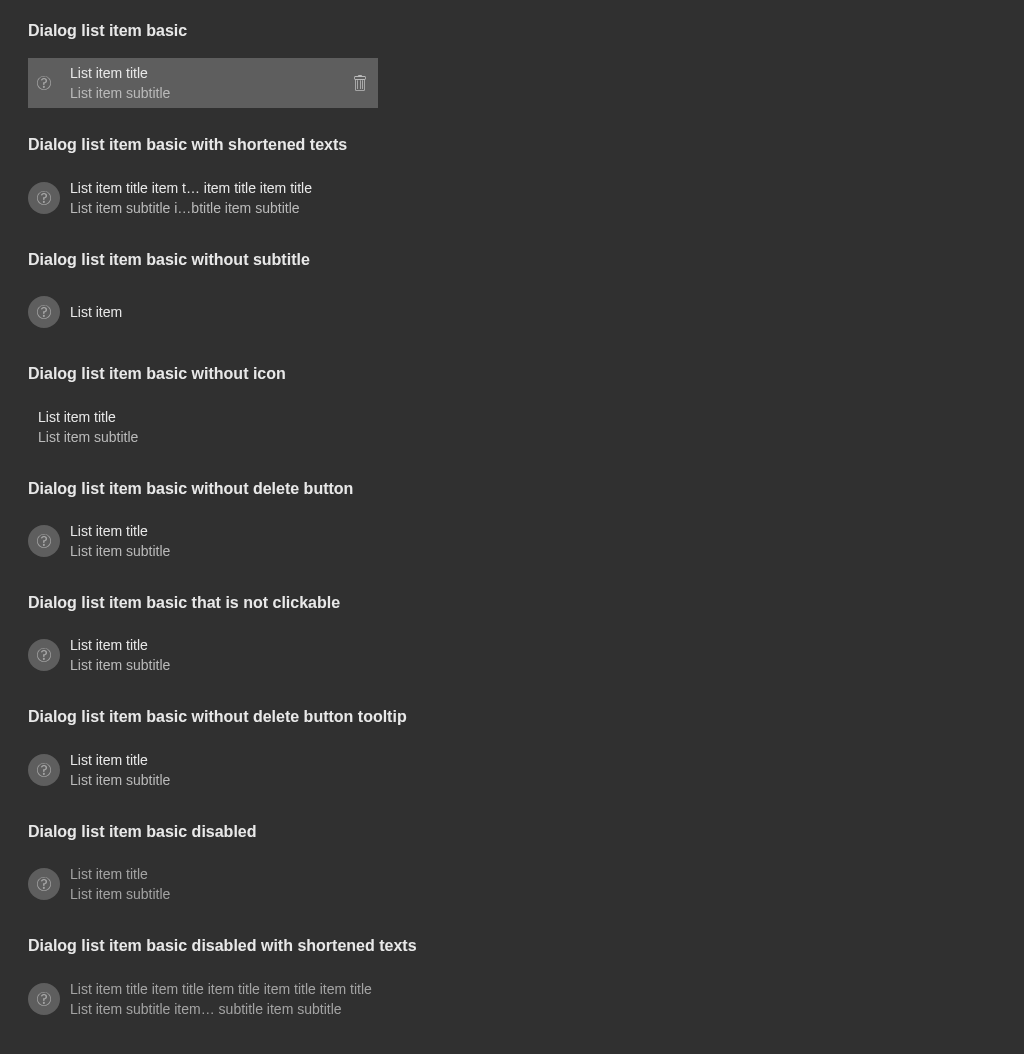 Dialog list item basic
List item title
List item subtitle
Dialog list item basic with shortened texts
List item title item t… item title item title
List item subtitle i…btitle item subtitle
Dialog list item basic without subtitle
List item
Dialog list item basic without icon
List item title
List item subtitle
Dialog list item basic without delete button
List item title
List item subtitle
Dialog list item basic that is not clickable
List item title
List item subtitle
Dialog list item basic without delete button tooltip
List item title
List item subtitle
Dialog list item basic disabled
List item title
List item subtitle
Dialog list item basic disabled with shortened texts
List item title item title item title item title item title
List item subtitle item… subtitle item subtitle